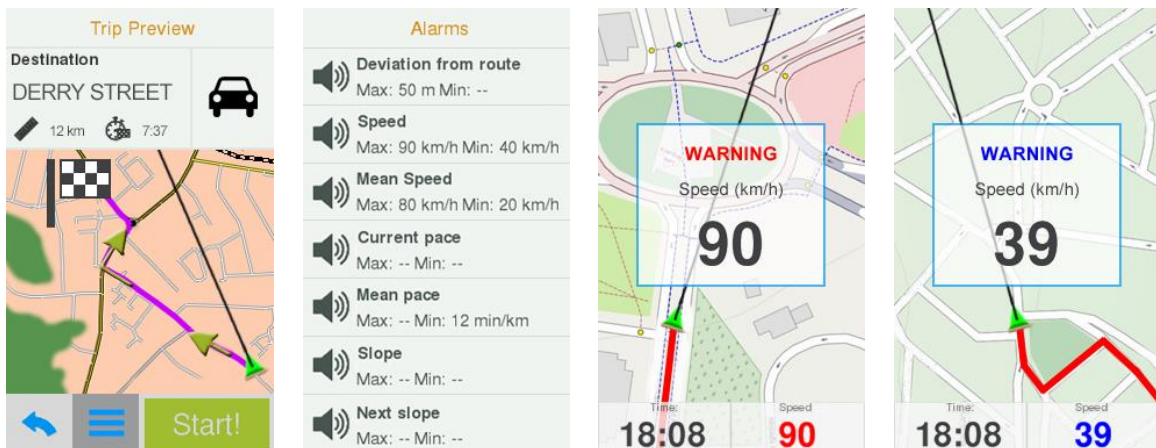 Trip Preview
Destination
DERRY STREET
12 km 7:37
Start!
Alarms
Deviation from route
Max: 50 m Min: --
Speed
Max: 90 km/h Min: 40 km/h
Mean Speed
Max: 80 km/h Min: 20 km/h
Current pace
Max: -- Min: --
Mean pace
Max: -- Min: 12 min/km
Slope
Max: -- Min: --
Next slope
Max: -- Min: --
WARNING
Speed (km/h)
90
Time: Speed
18:08 90
WARNING
Speed (km/h)
39
Time: Speed
18:08 39